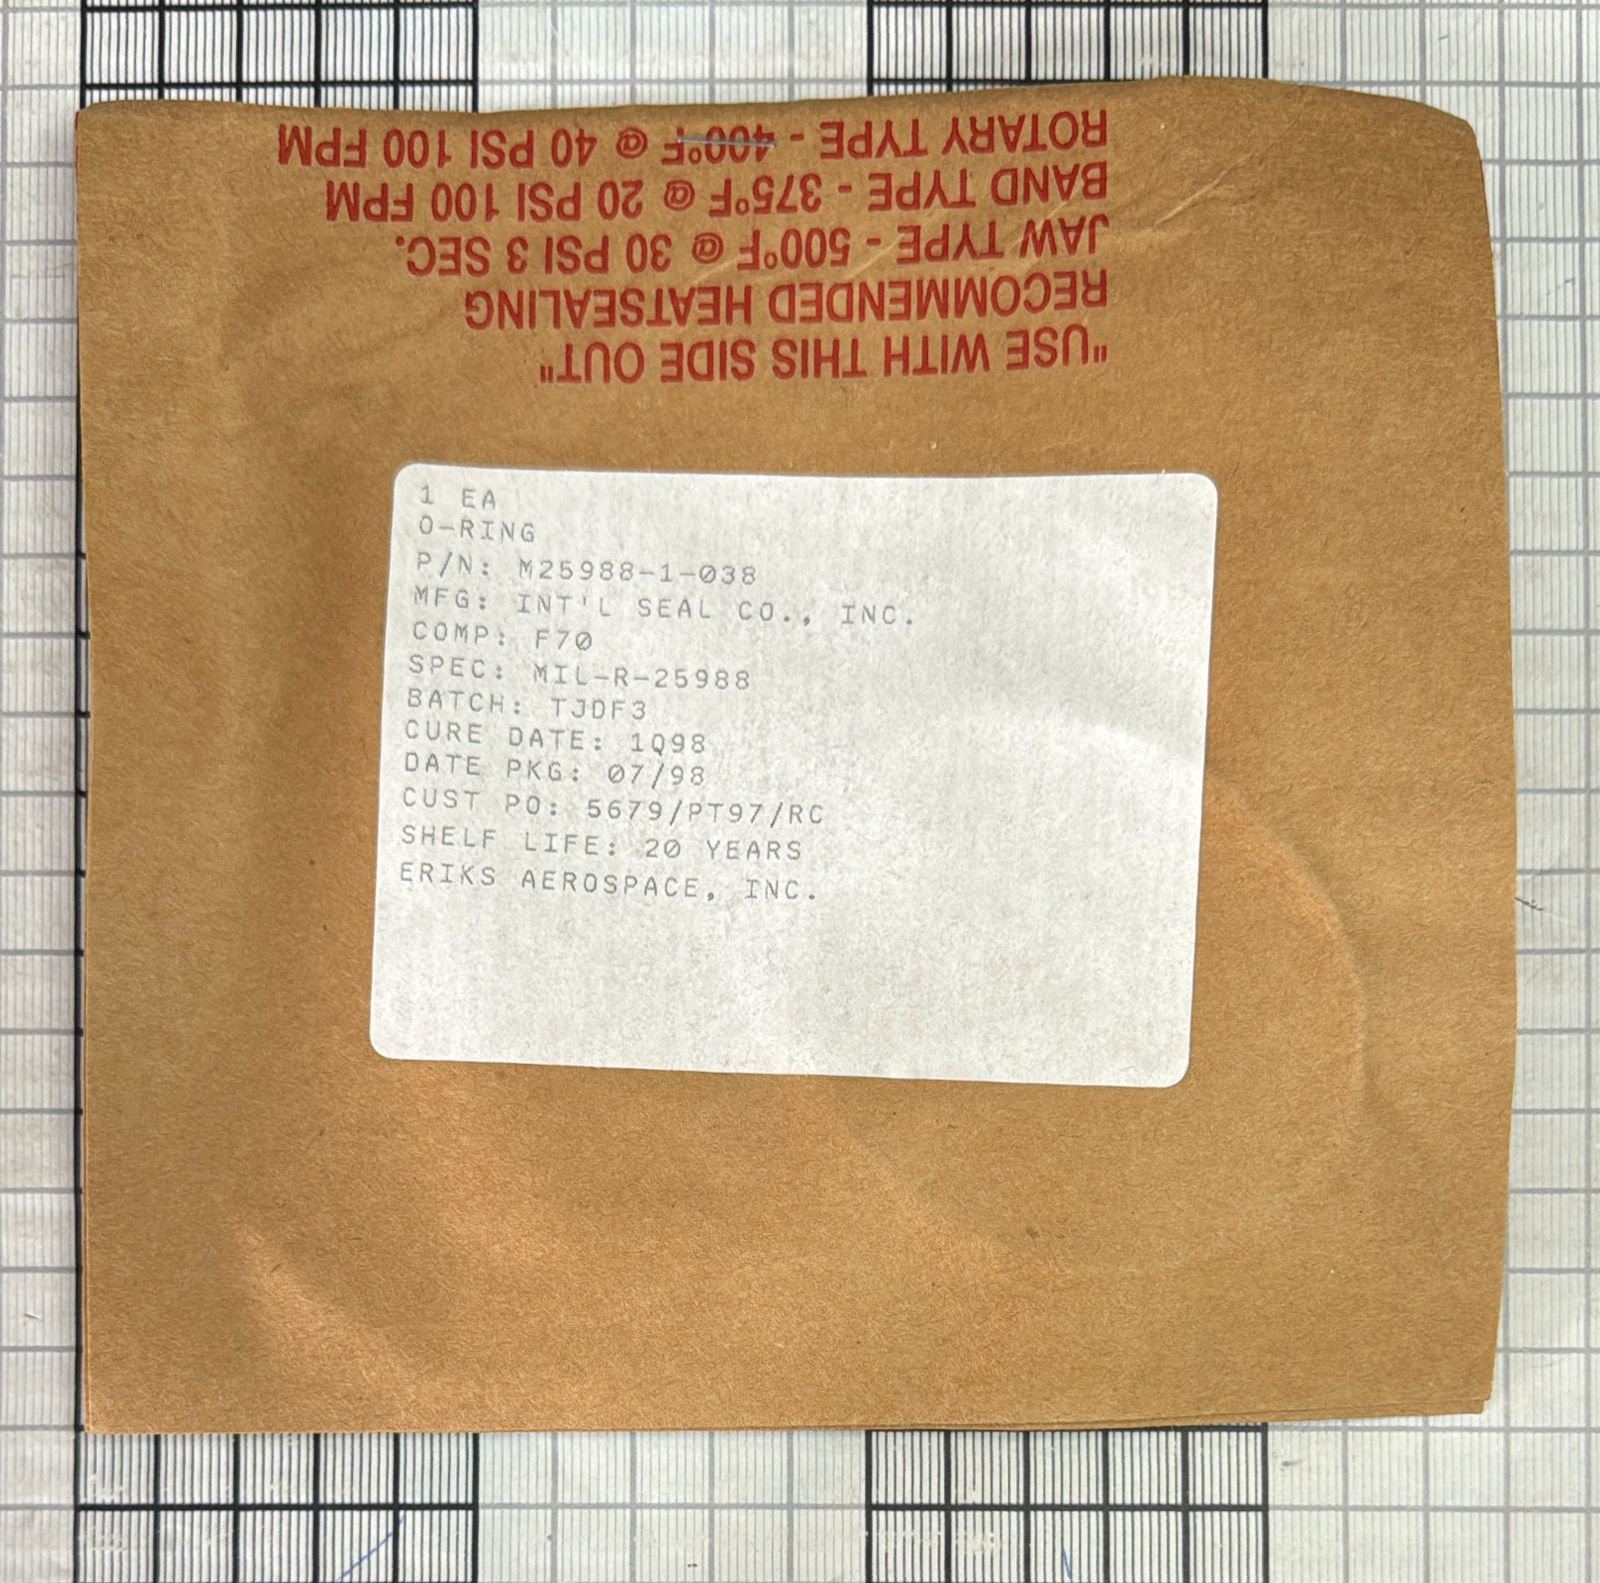 ROTARY TYPE - 400°F @ 40 PSI 100 FPM
BAND TYPE - 375°F @ 20 PSI 100 FPM
JAW TYPE - 500°F @ 30 PSI 3 SEC.
RECOMMENDED HEATSEALING
"USE WITH THIS SIDE OUT"
1 EA
O-RING
P/N: M25988-1-038
MFG: INT'L SEAL CO., INC.
COMP: F70
SPEC: MIL-R-25988
BATCH: TJDF3
CURE DATE: 1Q98
DATE PKG: 07/98
CUST PO: 5679/PT97/RC
SHELF LIFE: 20 YEARS
ERIKS AEROSPACE, INC.